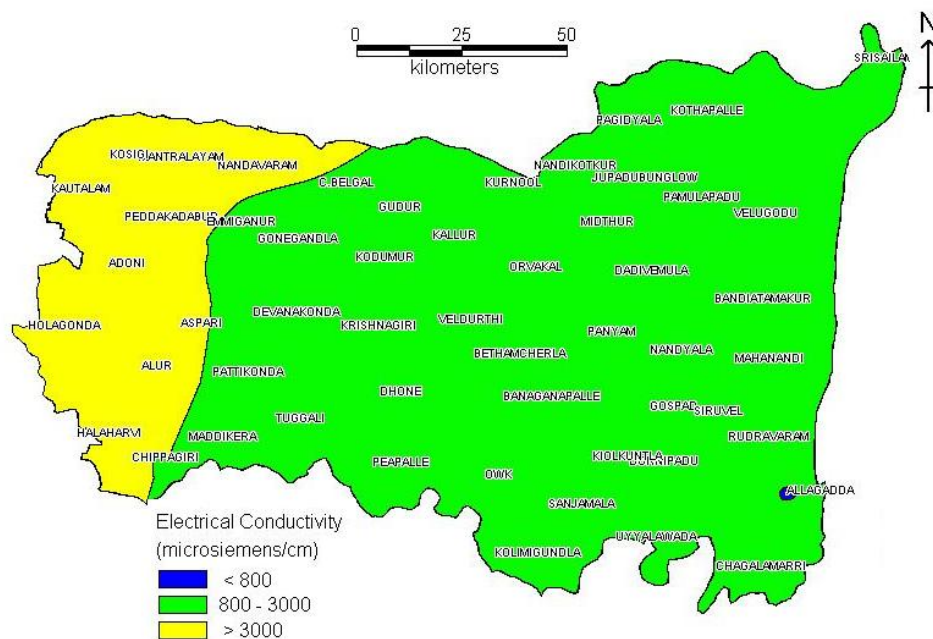 0 25 50
kilometers
N
SRISAILAM
KOTHAPALLE
PAGIDYALA
KOSIGI MANTRALAYAM
NANDAVARAM
NANDIKOTKUR
JUPADUBUNGLOW
KAUTALAM
C.BELGAL
KURNOOL
PAMULAPADU
GUDUR
VELUGODU
PEDDAKADABUR
EMMIGANUR
MIDTHUR
GONEGANDLA
KALLUR
KODUMUR
ADONI
ORVAKAL
DADIVEMULA
BANDIATAMAKUR
DEVANAKONDA
HOLAGONDA
ASPARI
KRISHNAGIRI
VELDURTHI
PANYAM
BETHAMCHERLA
NANDYALA
MAHANANDI
ALUR
PATTIKONDA
DHONE
BANAGANAPALLE
GOSPAD
SIRUVEL
TUGGALI
HALAHARVI
MADDIKERA
RUDRAVARAM
CHIPPAGIRI
PEAPALLE
KIOLKUNTLA
OWK
ALLAGADDA
SANJAMALA
UYYALAWADA
KOLIMIGUNDLA
CHAGALAMARRI
Electrical Conductivity
(microsiemens/cm)
< 800
800 - 3000
> 3000